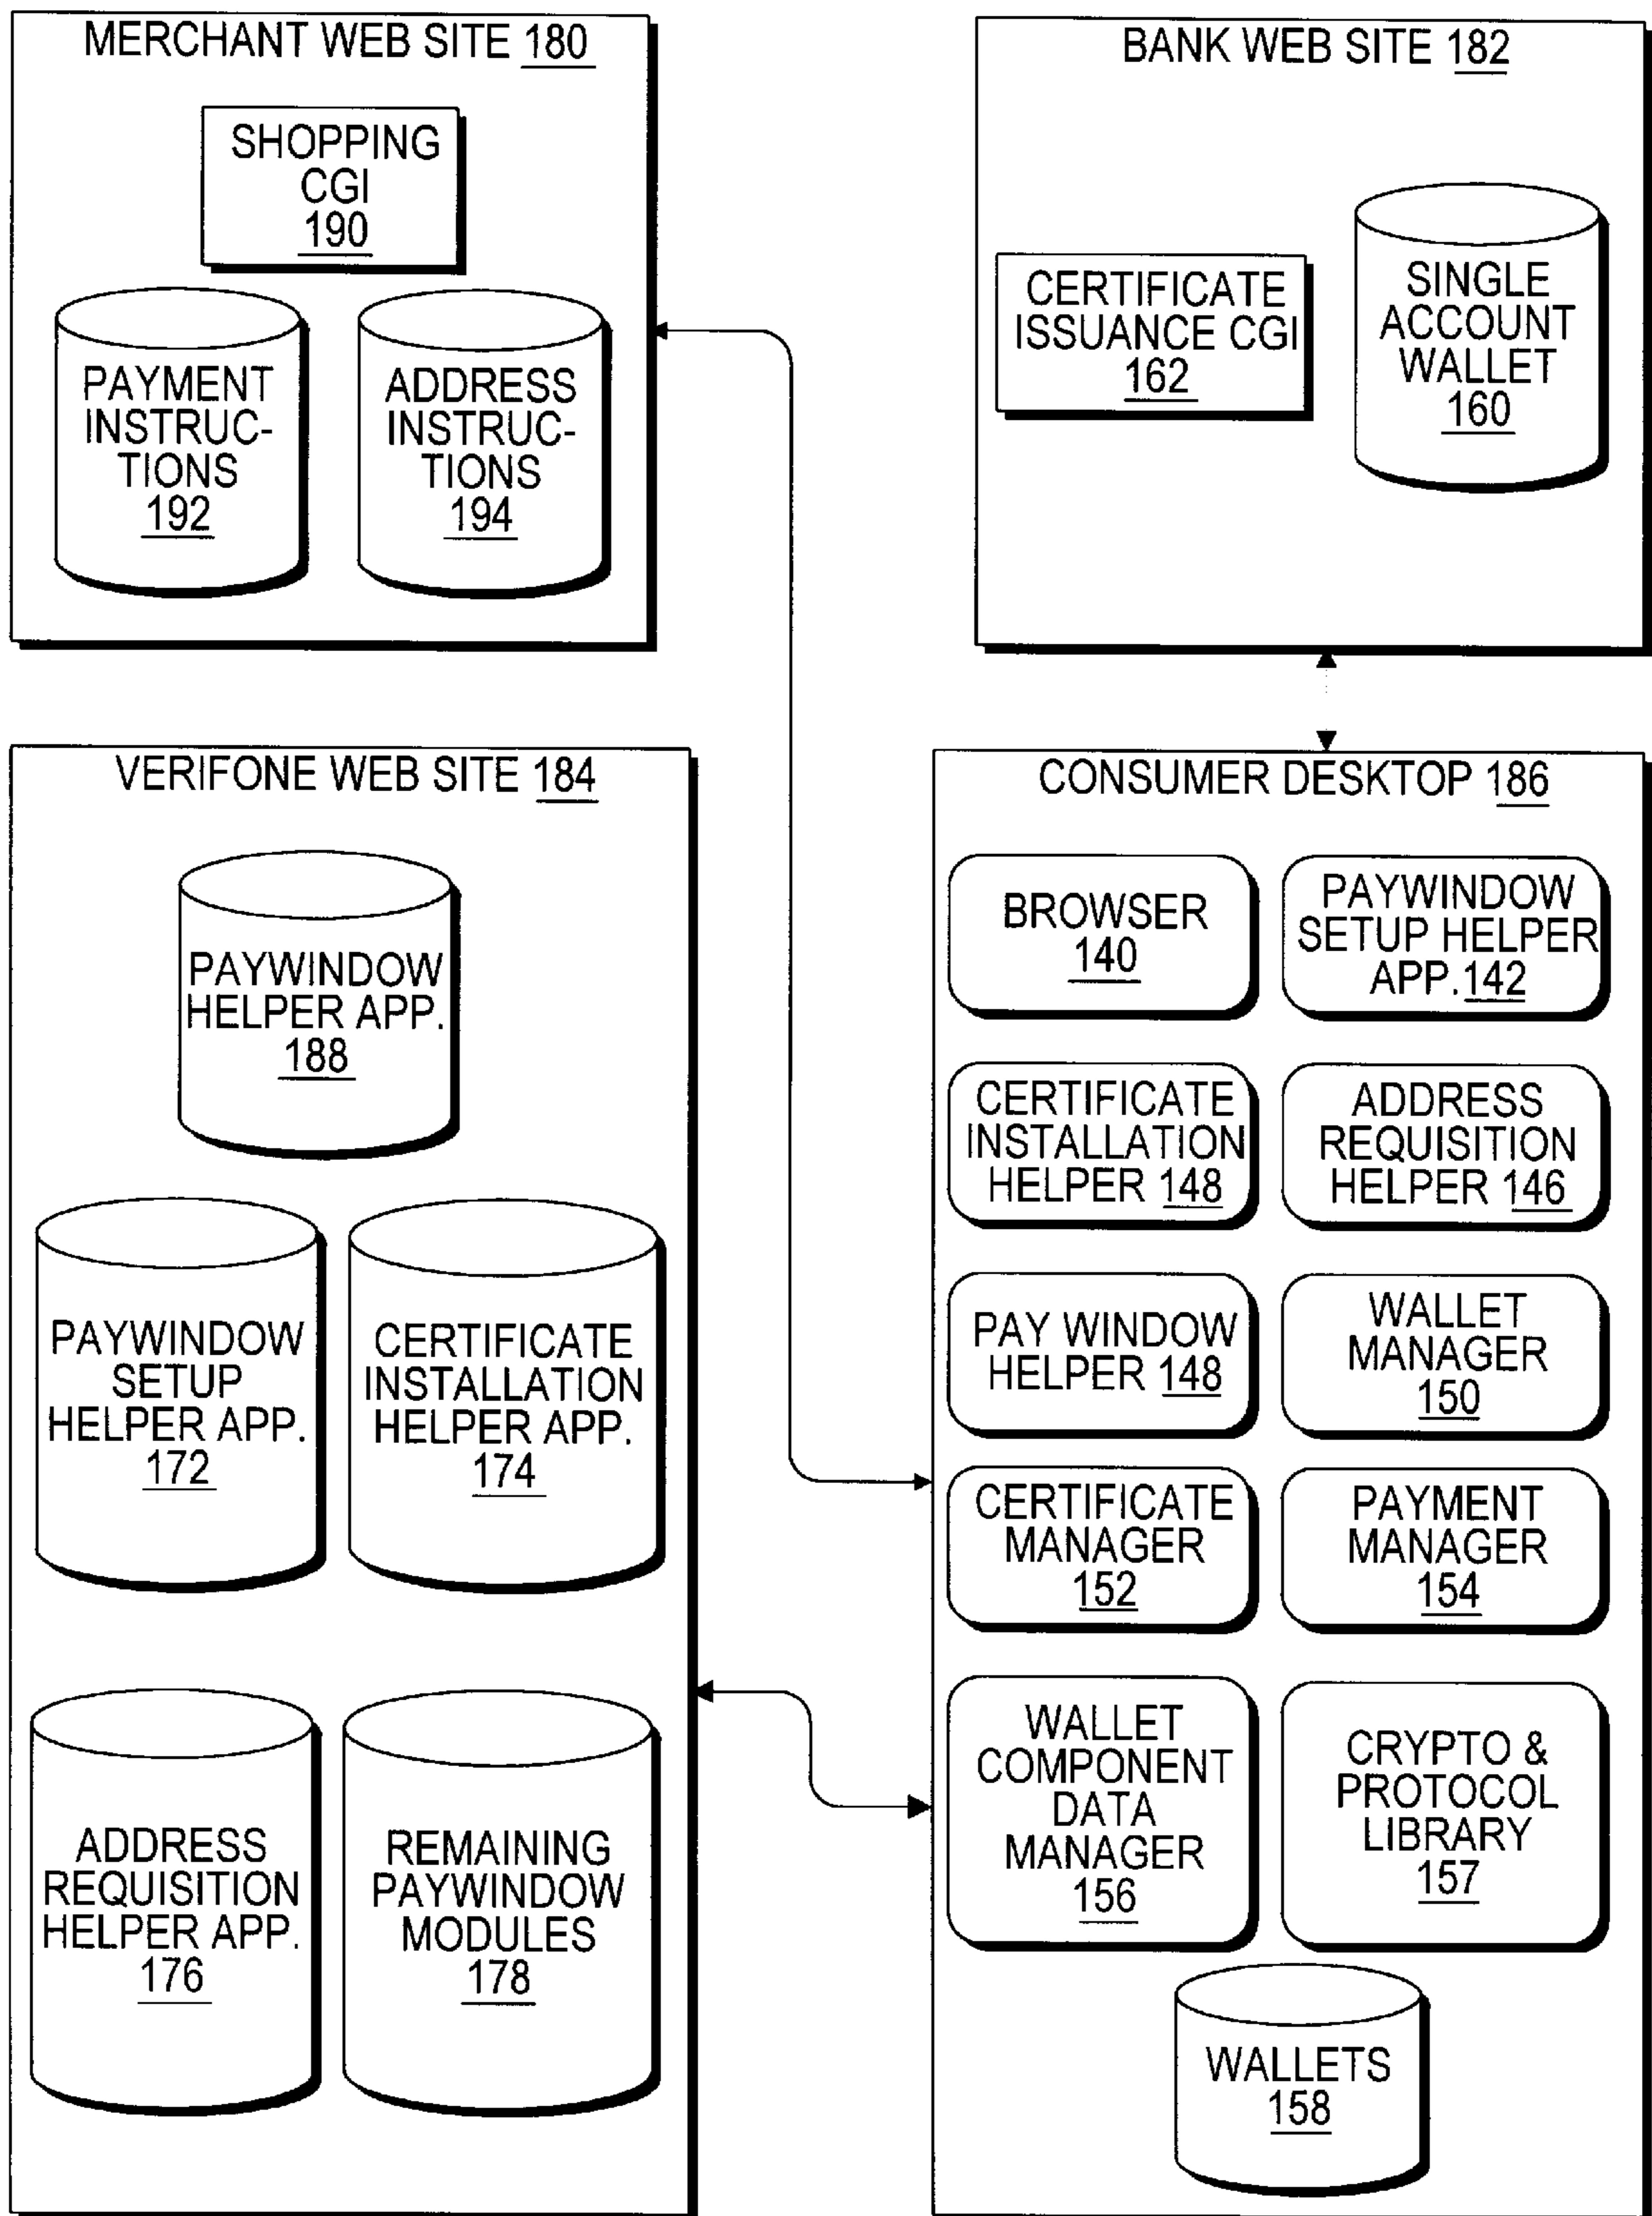 MERCHANT WEB SITE 180
SHOPPING
CGI
190
PAYMENT
INSTRUC-
TIONS
192
ADDRESS
INSTRUC-
TIONS
194
BANK WEB SITE 182
CERTIFICATE
ISSUANCE CGI
162
SINGLE
ACCOUNT
WALLET
160
VERIFONE WEB SITE 184
PAYWINDOW
HELPER APP.
188
PAYWINDOW
SETUP
HELPER APP.
172
CERTIFICATE
INSTALLATION
HELPER APP.
174
ADDRESS
REQUISITION
HELPER APP.
176
REMAINING
PAYWINDOW
MODULES
178
CONSUMER DESKTOP 186
BROWSER
140
PAYWINDOW
SETUP HELPER
APP. 142
CERTIFICATE
INSTALLATION
HELPER 148
ADDRESS
REQUISITION
HELPER 146
PAY WINDOW
HELPER 148
WALLET
MANAGER
150
CERTIFICATE
MANAGER
152
PAYMENT
MANAGER
154
WALLET
COMPONENT
DATA
MANAGER
156
CRYPTO &
PROTOCOL
LIBRARY
157
WALLETS
158